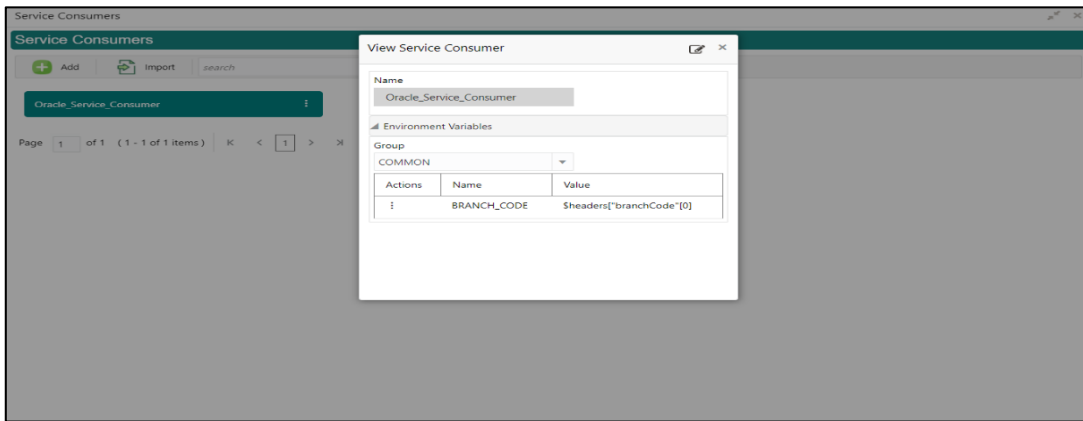 Service Consumers
Service Consumers
Add Import search
Oracle_Service_Consumer
Page 1 of 1 (1 - 1 of 1 items) K < 1 > >|
View Service Consumer
Name
Oracle_Service_Consumer
Environment Variables
Group
COMMON
Actions Name Value
BRANCH_CODE $headers["branchCode"[0]